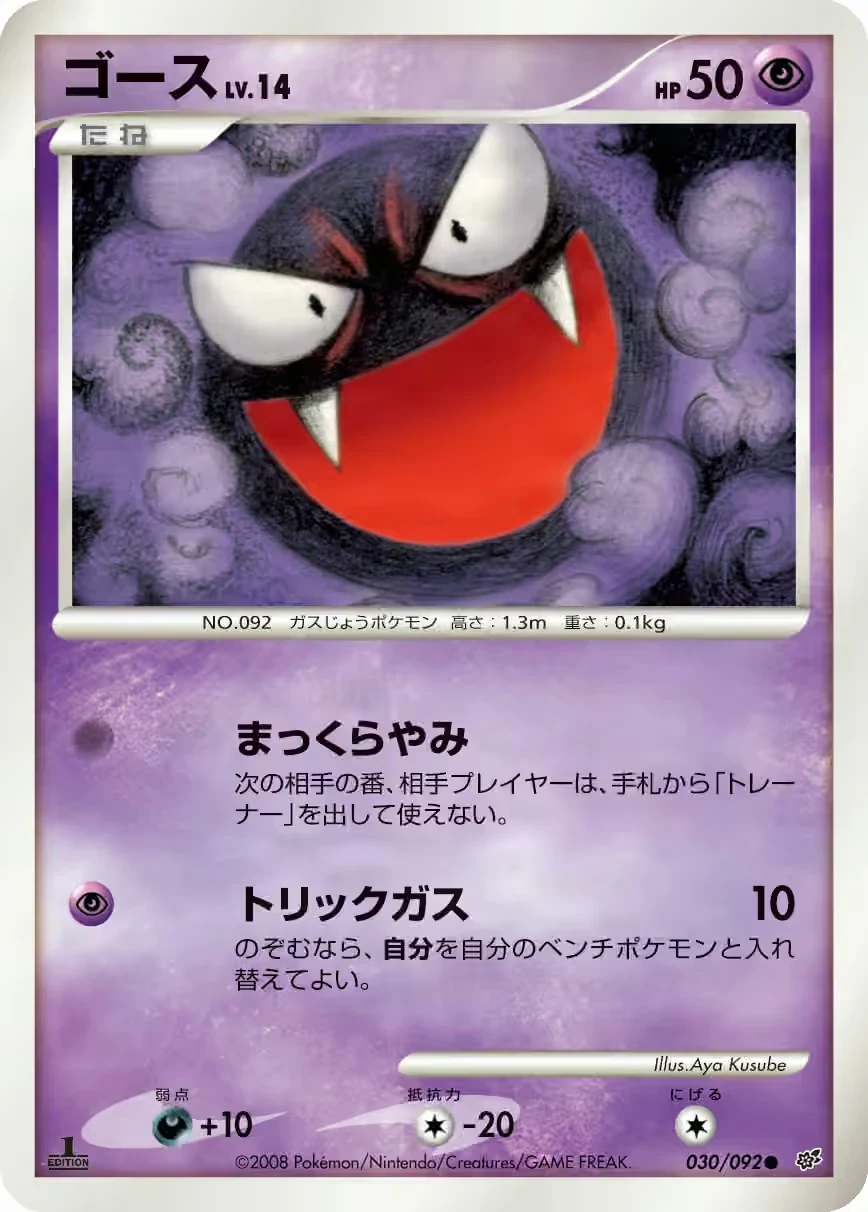 ゴース LV.14 HP 50
たね
NO.092 ガスじょうポケモン 高さ：1.3m 重さ：0.1kg
まっくらやみ
次の相手の番、相手プレイヤーは、手札から「トレー
ナー」を出して使えない。
トリックガス 10
のぞむなら、自分を自分のベンチポケモンと入れ
替えてよい。
Illus.Aya Kusube
弱点 抵抗力 にげる
+10 -20
1 EDITION
©2008 Pokémon/Nintendo/Creatures/GAME FREAK. 030/092●